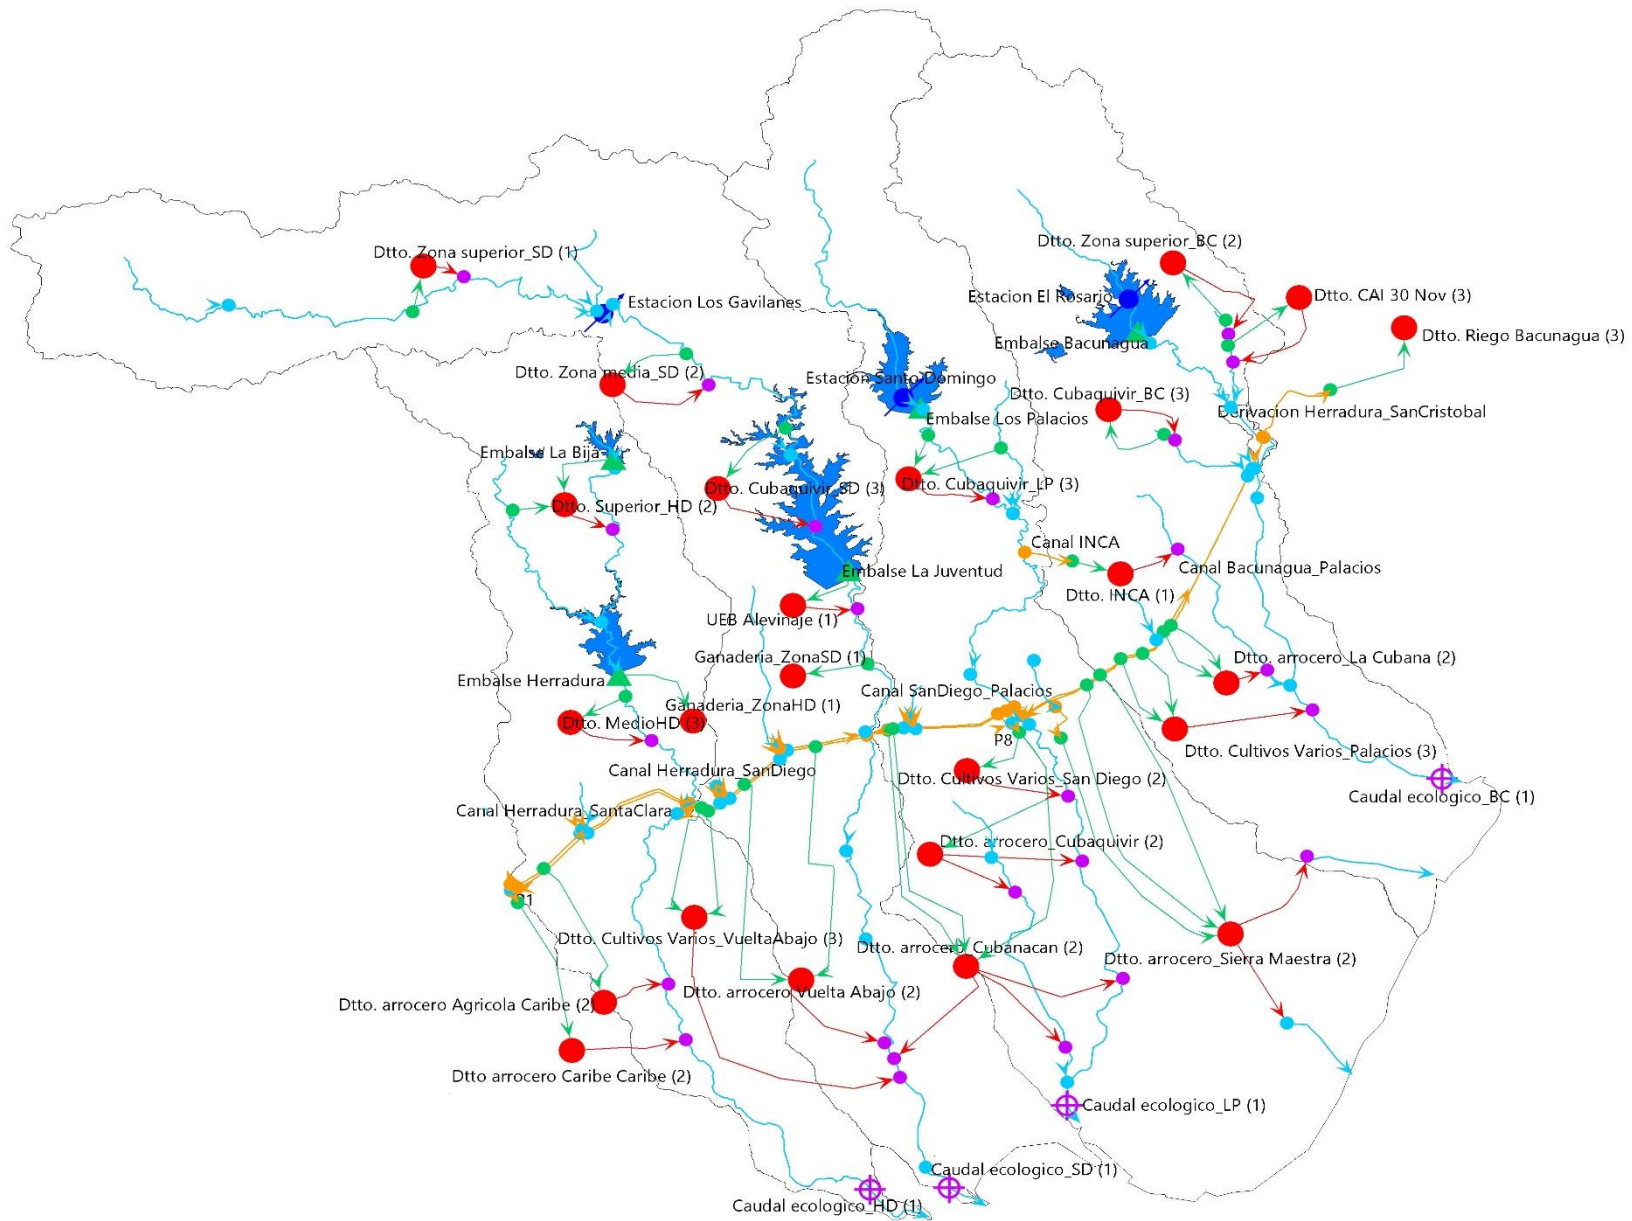 Dtto. Zona superior_BC (2)
Dtto. Zona superior_SD (1)
Estacion Los Gavilanes
Estacion El Rosario
Dtto. CAI 30 Nov (3)
Dtto. Riego Bacunagua (3)
Embalse Bacunagua
Dtto. Zona media_SD (2)
Estacion Santo Domingo
Dtto. Cubaquivir_BC (3)
Derivacion Herradura_SanCristobal
Embalse Los Palacios
Embalse La Bija
Dtto. Cubaquivir_SD (3)
Dtto. Cubaquivir_LP (3)
Dtto. Superior_HD (2)
Canal INCA
Embalse La Juventud
Canal Bacunagua_Palacios
Dtto. INCA (1)
UEB Alevinaje (1)
Ganaderia_ZonaSD (1)
Dtto. arrocero_La Cubana (2)
Embalse Herradura
Canal SanDiego_Palacios
Ganaderia_ZonaHD (1)
Dtto. MedioHD (3)
P8
Dtto. Cultivos Varios_Palacios (3)
Canal Herradura_SanDiego
Dtto. Cultivos Varios_San Diego (2)
Caudal ecologico_BC (1)
Canal Herradura_SantaClara
Dtto. arrocero_Cubaquivir (2)
P1
Dtto. Cultivos Varios_VueltaAbajo (3)
Dtto. arrocero_Cubanacan (2)
Dtto. arrocero_Sierra Maestra (2)
Dtto. arrocero Vuelta Abajo (2)
Dtto. arrocero Agricola Caribe (2)
Dtto arrocero Caribe Caribe (2)
Caudal ecologico_LP (1)
Caudal ecologico_SD (1)
Caudal ecologico_HD (1)